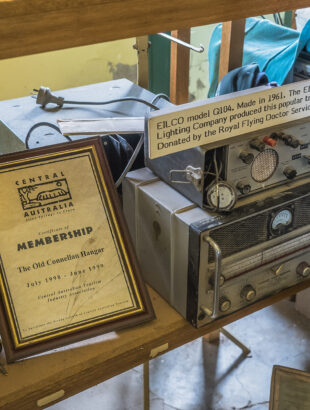 EILCO model Q104. Made in 1961. The E
Lighting Company produced this popular t
Donated by the Royal Flying Doctor Servic
CENTRAL
AUSTRALIA
Certificate of
MEMBERSHIP
The Old Connellan Hangar
July 1998 - June 1999
Central Australian Tourism
Industry Association